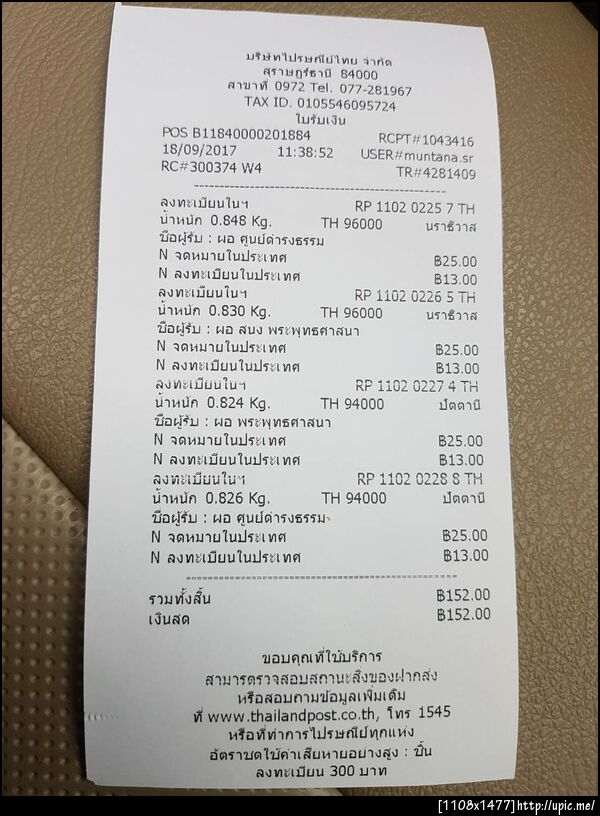 บริษัทไปรษณีย์ไทย จำกัด
สุราษฎร์ธานี 84000
สาขาที่ 0972 Tel. 077-281967
TAX ID. 0105546095724
ใบรับเงิน
POS B11840000201884 RCPT#1043416
18/09/2017 11:38:52 USER#muntana.sr
RC#300374 W4 TR#4281409
ลงทะเบียนในฯ RP 1102 0225 7 TH
น้ำหนัก 0.848 Kg. TH 96000 นราธิวาส
ชื่อผู้รับ : ผอ ศูนย์ดำรงธรรม
N จดหมายในประเทศ ฿25.00
N ลงทะเบียนในประเทศ ฿13.00
ลงทะเบียนในฯ RP 1102 0226 5 TH
น้ำหนัก 0.830 Kg. TH 96000 นราธิวาส
ชื่อผู้รับ : ผอ สนง พระพุทธศาสนา
N จดหมายในประเทศ ฿25.00
N ลงทะเบียนในประเทศ ฿13.00
ลงทะเบียนในฯ RP 1102 0227 4 TH
น้ำหนัก 0.824 Kg. TH 94000 ปัตตานี
ชื่อผู้รับ : ผอ พระพุทธศาสนา
N จดหมายในประเทศ ฿25.00
N ลงทะเบียนในประเทศ ฿13.00
ลงทะเบียนในฯ RP 1102 0228 8 TH
น้ำหนัก 0.826 Kg. TH 94000 ปัตตานี
ชื่อผู้รับ : ผอ ศูนย์ดำรงธรรม
N จดหมายในประเทศ ฿25.00
N ลงทะเบียนในประเทศ ฿13.00
รวมทั้งสิ้น ฿152.00
เงินสด ฿152.00
ขอบคุณที่ใช้บริการ
สามารตรวจสอบสถานะสิ่งของฝากส่ง
หรือสอบถามข้อมูลเพิ่มเติม
ที่ www.thailandpost.co.th, โทร 1545
หรือที่ทำการไปรษณีย์ทุกแห่ง
อัตราชดใช้ค่าเสียหายอย่างสูง : ชิ้น
ลงทะเบียน 300 บาท
[1108x1477]http://upic.me/